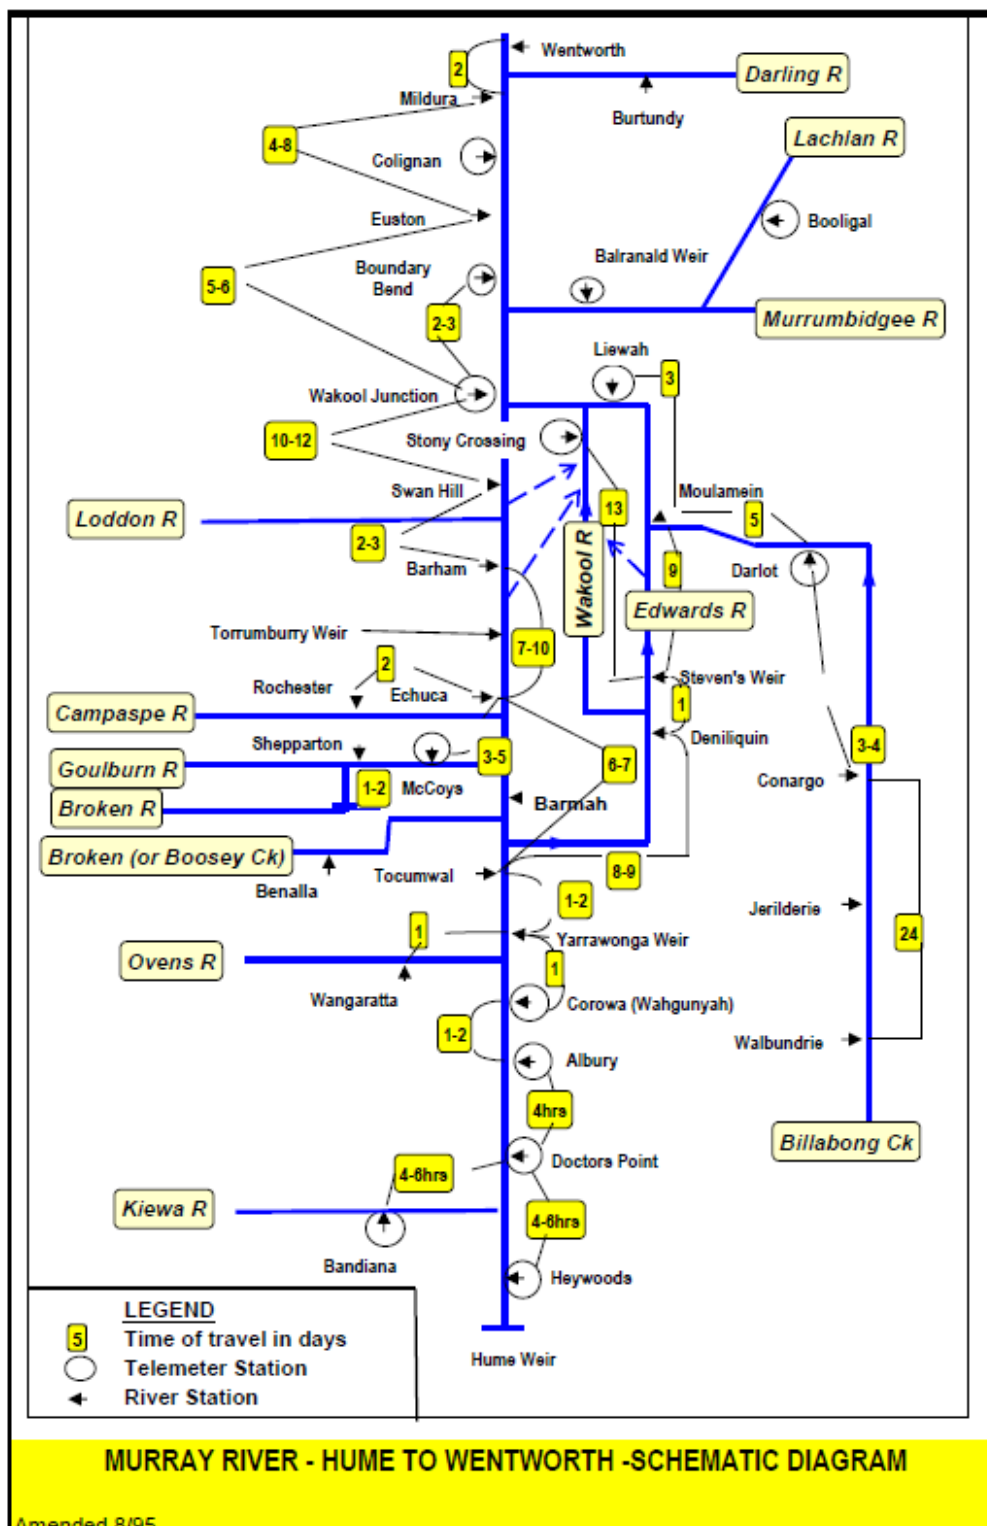 Wentworth
2
Darling R
Mildura
Burtundy
Lachlan R
4-8
Colignan
Euston
Booligal
Balranald Weir
Boundary
Bend
5-6
2-3
Murrumbidgee R
Liewah
3
Wakool Junction
10-12
Stony Crossing
Swan Hill
Moulamein
13
5
Loddon R
2-3
Barham
9
Darlot
Wakool R
Edwards R
Torrumburry Weir
7-10
2
Rochester
Echuca
Steven's Weir
1
Campaspe R
Shepparton
Deniliquin
3-5
3-4
Goulburn R
6-7
1-2
McCoys
Conargo
Broken R
Barmah
Broken (or Boosey Ck)
Tocumwal
8-9
Benalla
1-2
Jerilderie
1
24
Yarrawonga Weir
Ovens R
1
Wangaratta
Corowa (Wahgunyah)
1-2
Walbundrie
Albury
4hrs
Billabong Ck
Doctors Point
4-6hrs
Kiewa R
4-6hrs
Bandiana
Heywoods
LEGEND
5 Time of travel in days
Telemeter Station
River Station
Hume Weir
MURRAY RIVER - HUME TO WENTWORTH -SCHEMATIC DIAGRAM
Amended 8/95